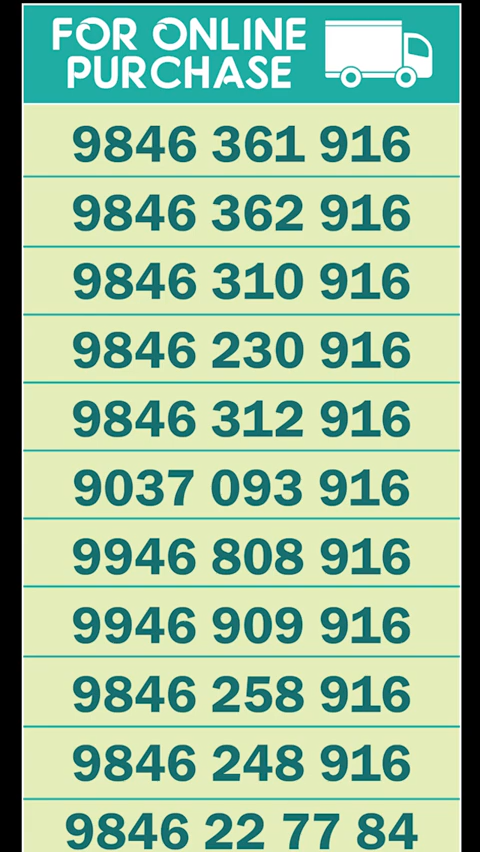 FOR ONLINE
PURCHASE
9846 361 916
9846 362 916
9846 310 916
9846 230 916
9846 312 916
9037 093 916
9946 808 916
9946 909 916
9846 258 916
9846 248 916
9846 22 77 84